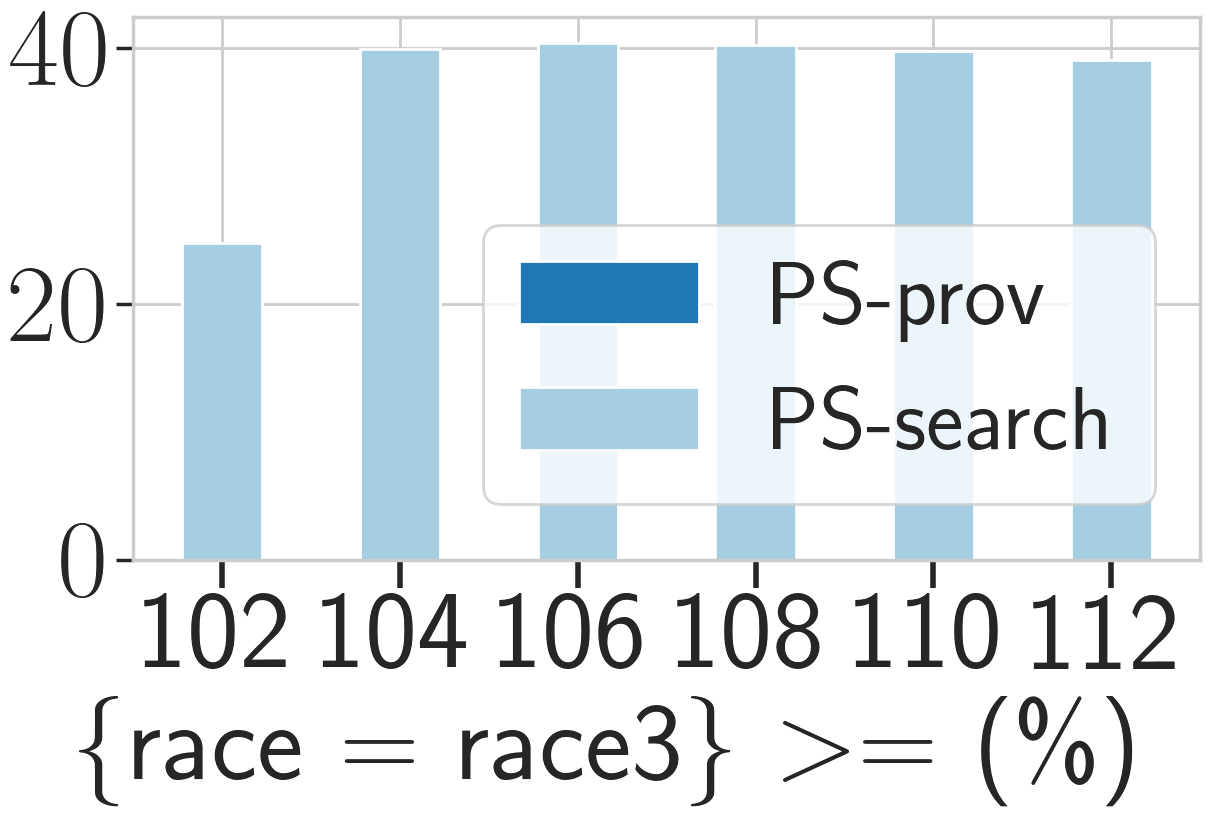 40
20
0
PS-prov
PS-search
102 104 106 108 110 112
{race = race3} >= (%)